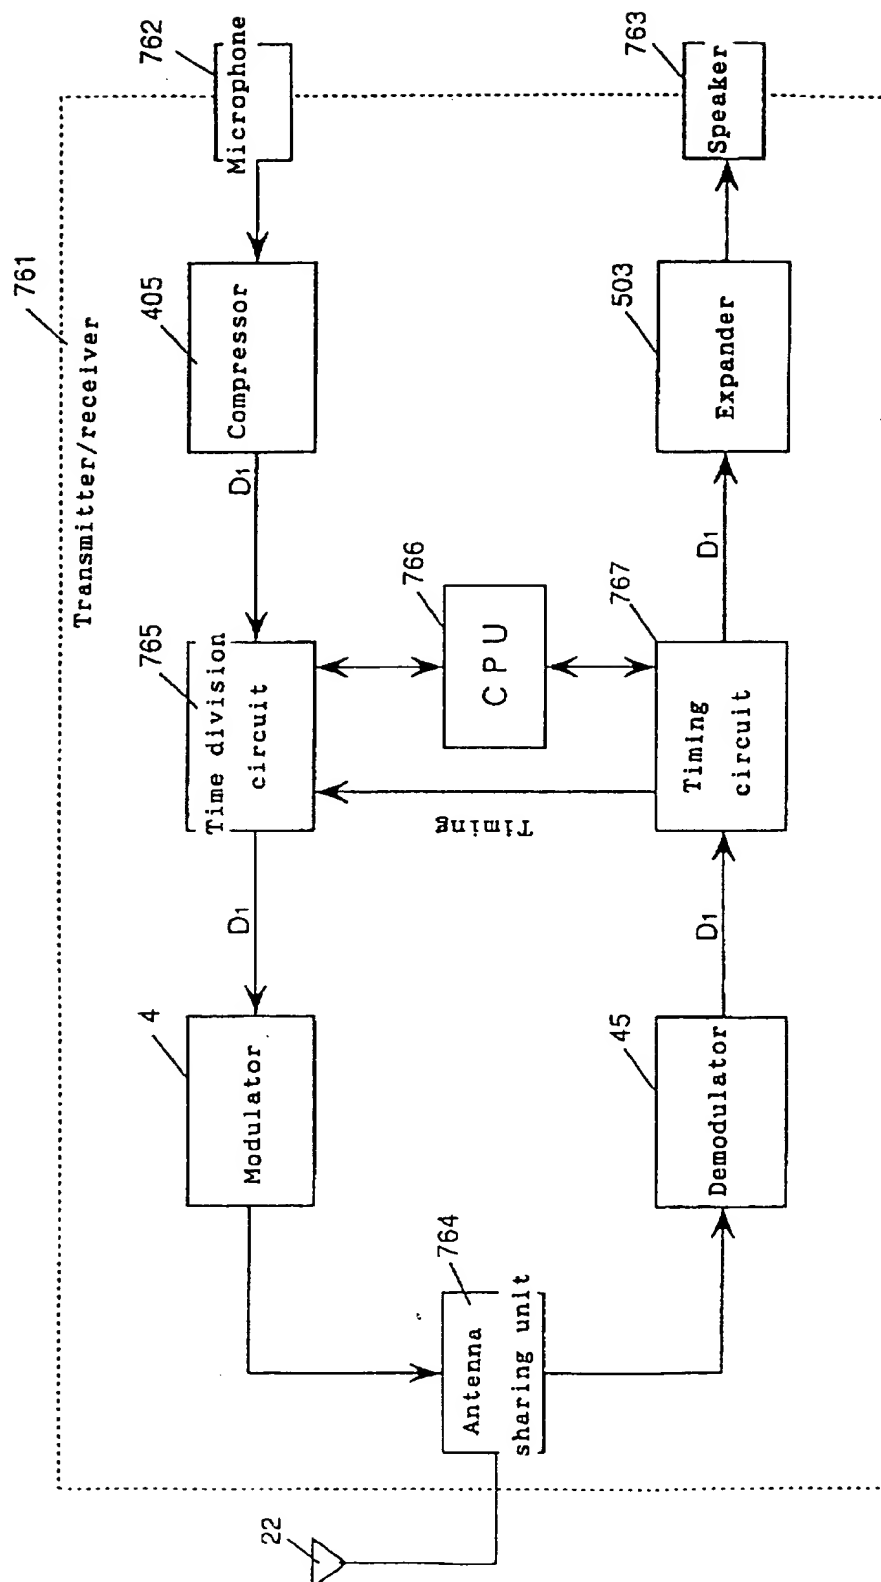 761
Transmitter/receiver
22
764
Antenna
sharing unit
4
Modulator
D1
765
Time division
circuit
D1
405
Compressor
762
Microphone
Timing
766
CPU
45
Demodulator
D1
767
Timing
circuit
D1
503
Expander
763
Speaker